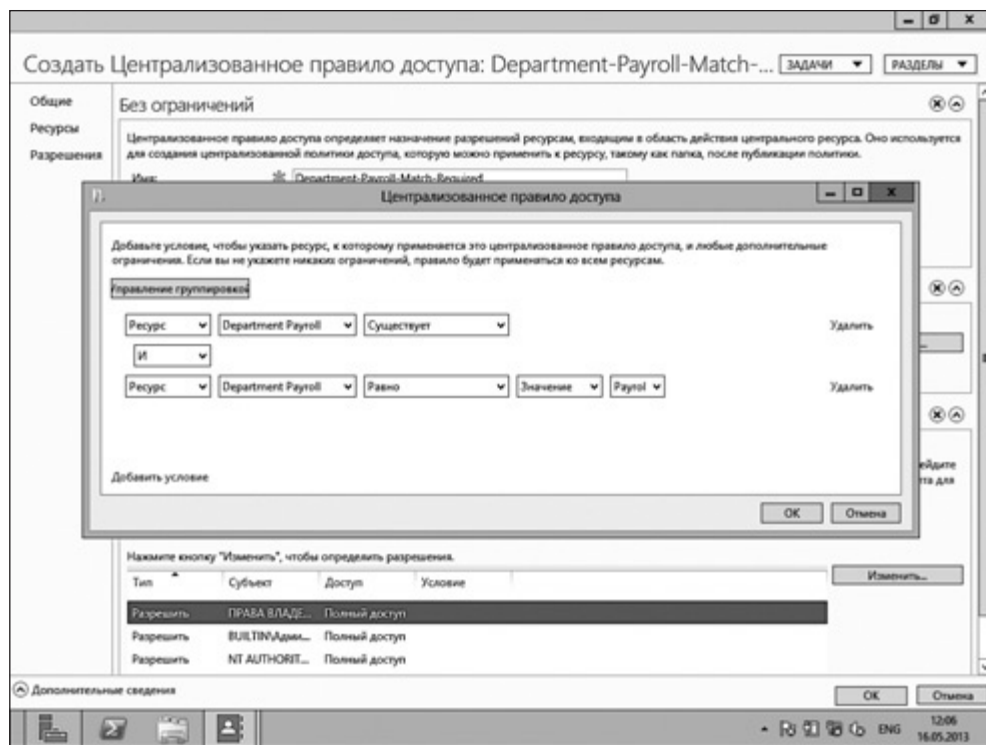 Создать Централизованное правило доступа: Department-Payroll-Match-...
ЗАДАЧИ
РАЗДЕЛЫ
Общие
Ресурсы
Разрешения
Без ограничений
Централизованное правило доступа определяет назначение разрешений ресурсам, входящим в область действия центрального ресурса. Оно используется
для создания централизованной политики доступа, которую можно применить к ресурсу, такому как папка, после публикации политики.
Имя:
Department-Payroll-Match-Required
Централизованное правило доступа
Добавьте условие, чтобы указать ресурс, к которому применяется это централизованное правило доступа, и любые дополнительные
ограничения. Если вы не укажете никаких ограничений, правило будет применяться ко всем ресурсам.
Управление группировкой
Ресурс Department Payroll Существует Удалить
И
Ресурс Department Payroll Равно Значение Payrol Удалить
Добавить условие
OK Отмена
Нажмите кнопку "Изменить", чтобы определить разрешения.
Изменить...
Тип Субъект Доступ Условие
Разрешить ПРАВА ВЛАДЕ... Полный доступ
Разрешить BUILTIN\Адми... Полный доступ
Разрешить NT AUTHORIT... Полный доступ
Дополнительные сведения
OK Отмена
ENG
12:06
16.05.2013